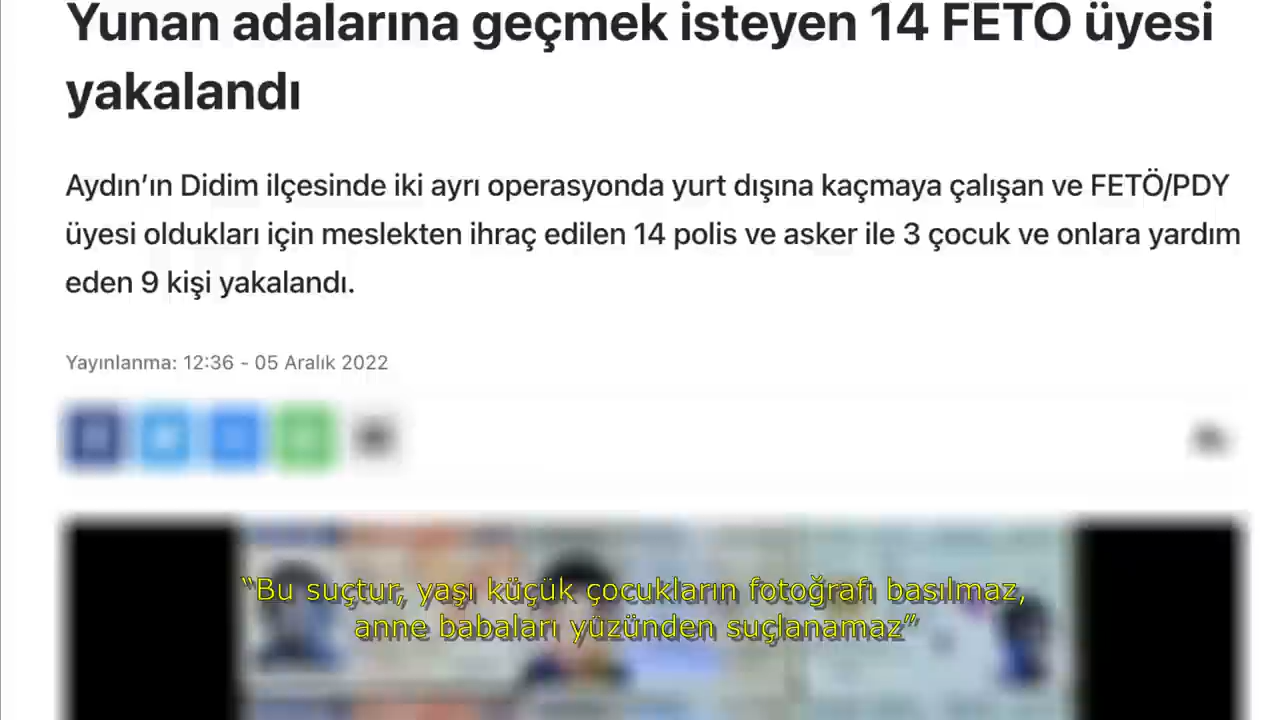 Yunan adalarına geçmek isteyen 14 FETÖ üyesi
yakalandı
Aydın’ın Didim ilçesinde iki ayrı operasyonda yurt dışına kaçmaya çalışan ve FETÖ/PDY
üyesi oldukları için meslekten ihraç edilen 14 polis ve asker ile 3 çocuk ve onlara yardım
eden 9 kişi yakalandı.
Yayınlanma: 12:36 - 05 Aralık 2022
“Bu suçtur, yaşı küçük çocukların fotoğrafı basılmaz,
anne babaları yüzünden suçlanamaz”